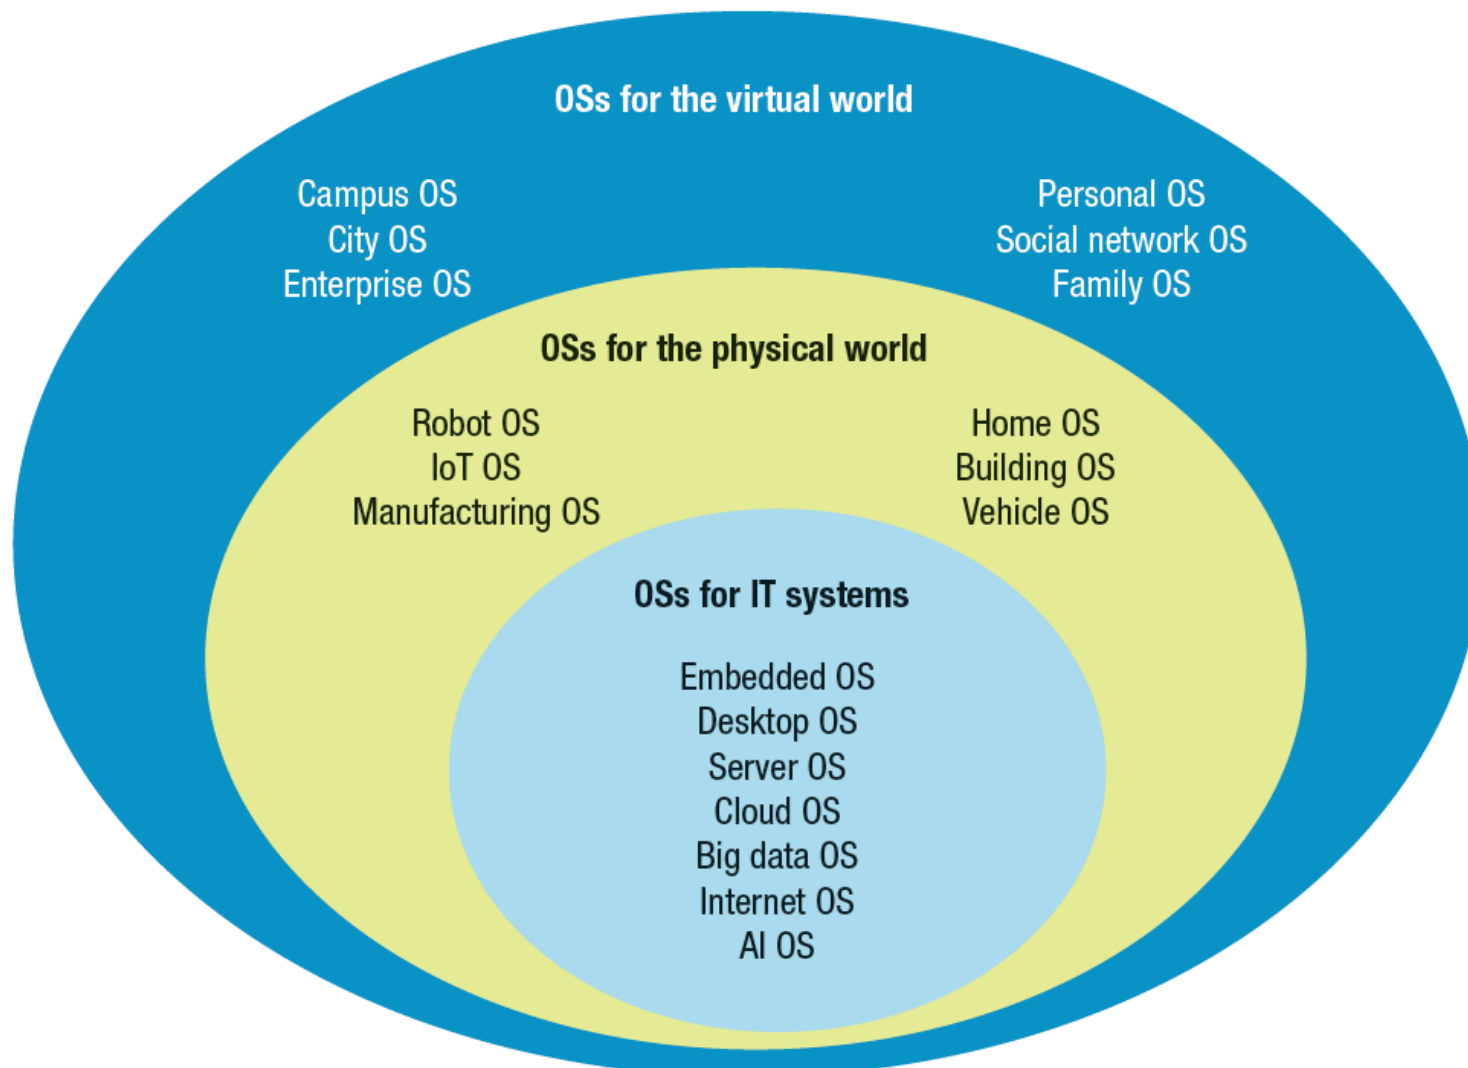 OSs for the virtual world
Campus OS
City OS
Enterprise OS
Personal OS
Social network OS
Family OS
OSs for the physical world
Robot OS
IoT OS
Manufacturing OS
Home OS
Building OS
Vehicle OS
OSs for IT systems
Embedded OS
Desktop OS
Server OS
Cloud OS
Big data OS
Internet OS
AI OS